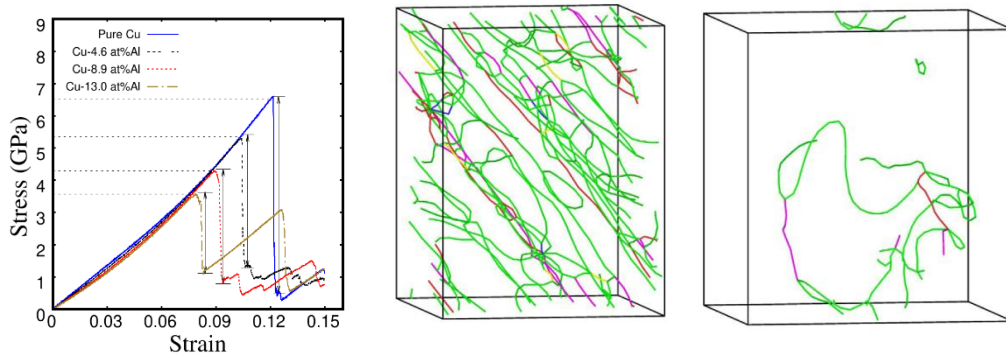 9
8
7
6
5
4
3
2
1
0
Stress (GPa)
Pure Cu
Cu-4.6 at%Al
Cu-8.9 at%Al
Cu-13.0 at%Al
0 0.03 0.06 0.09 0.12 0.15
Strain